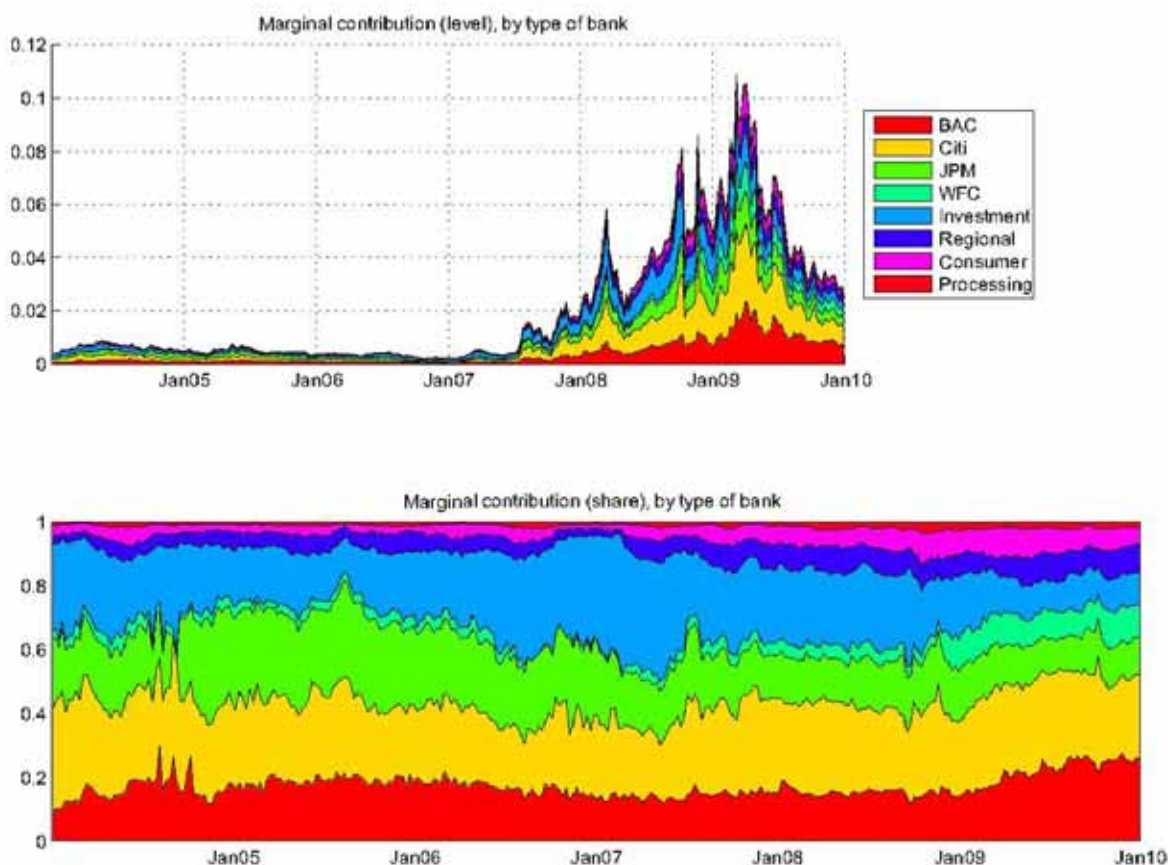 Marginal contribution (level), by type of bank
0.12
0.1
0.08
0.06
0.04
0.02
0
Jan05 Jan06 Jan07 Jan08 Jan09 Jan10
BAC
Citi
JPM
WFC
Investment
Regional
Consumer
Processing
Marginal contribution (share), by type of bank
1
0.8
0.6
0.4
0.2
0
Jan05 Jan06 Jan07 Jan08 Jan09 Jan10